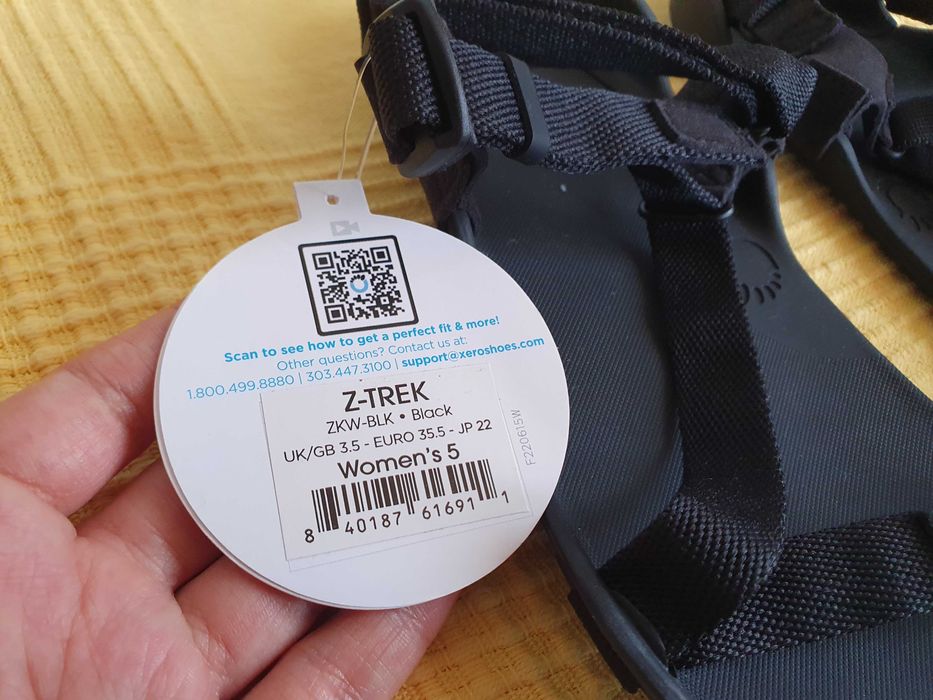 Scan to see how to get a perfect fit & more!
Other questions? Contact us at:
1.800.499.8880 | 303.447.3100 | support@xeroshoes.com
Z-TREK
ZKW-BLK • Black
UK/GB 3.5 - EURO 35.5 - JP 22
Women's 5
8 40187 61691 1
F220615W